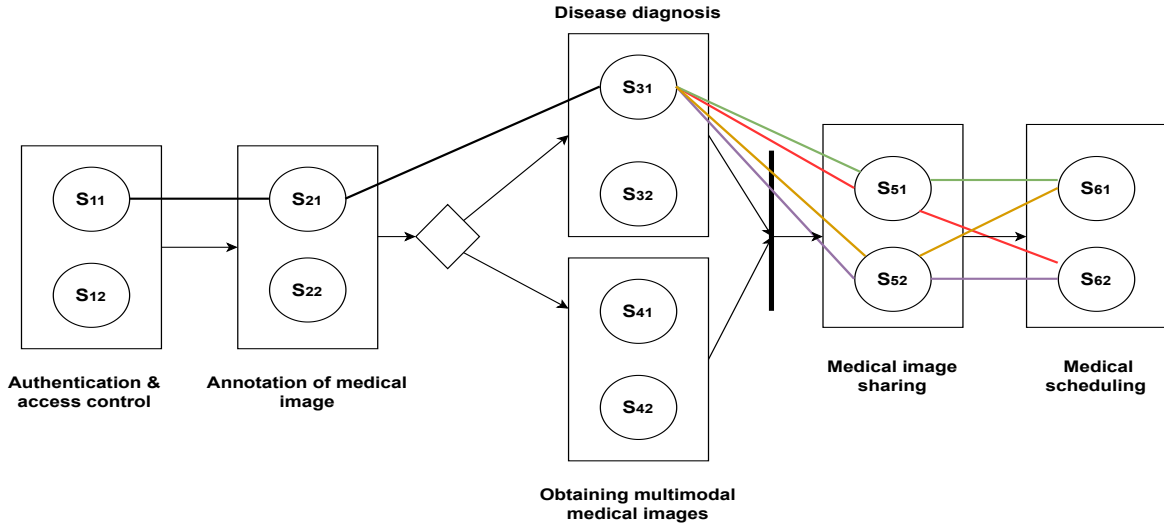 Disease diagnosis
S31
S32
S11
S12
S21
S22
S41
S42
S51
S52
S61
S62
Authentication &
access control
Annotation of medical
image
Obtaining multimodal
medical images
Medical image
sharing
Medical
scheduling